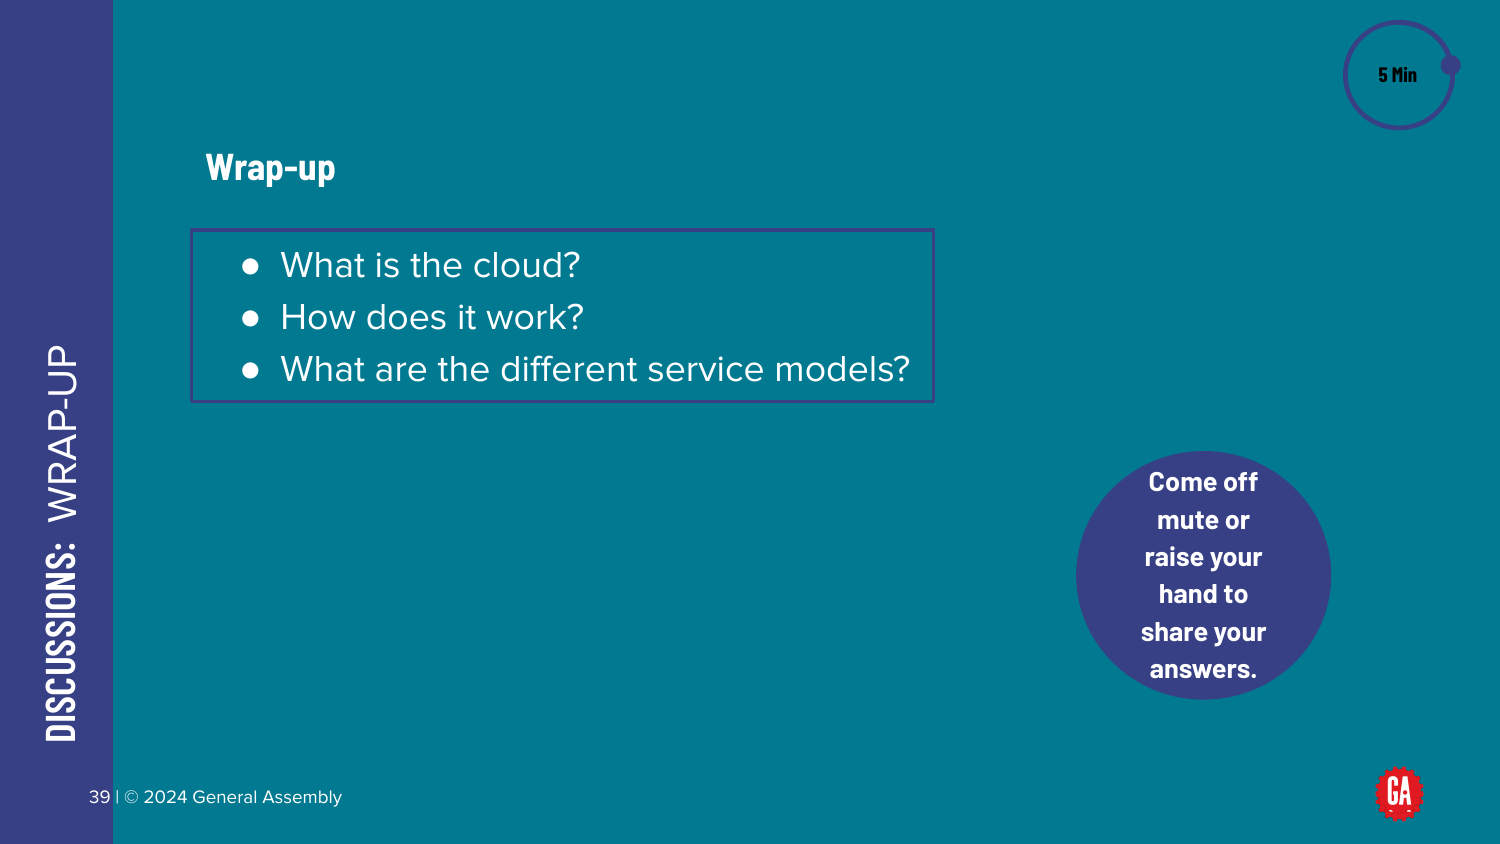 5 Min
Wrap-up
● What is the cloud?
● How does it work?
● What are the different service models?
Come off
mute or
raise your
hand to
share your
answers.
DISCUSSIONS: WRAP-UP
39 | © 2024 General Assembly
GA